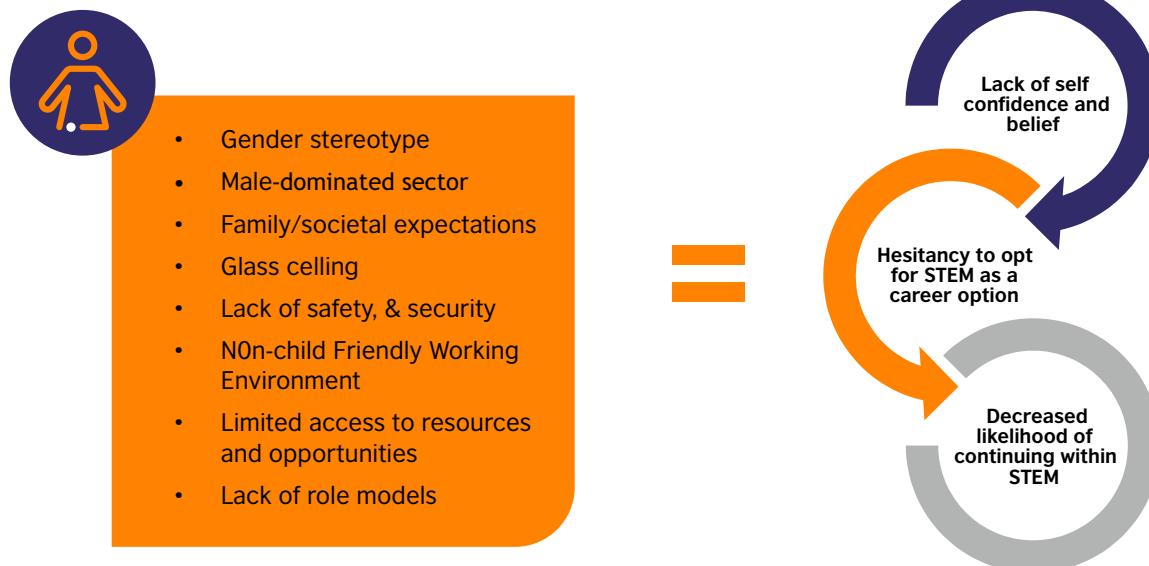 • Gender stereotype
• Male-dominated sector
• Family/societal expectations
• Glass celling
• Lack of safety, & security
• N0n-child Friendly Working
Environment
• Limited access to resources
and opportunities
• Lack of role models
=
Lack of self
confidence and
belief
Hesitancy to opt
for STEM as a
career option
Decreased
likelihood of
continuing within
STEM